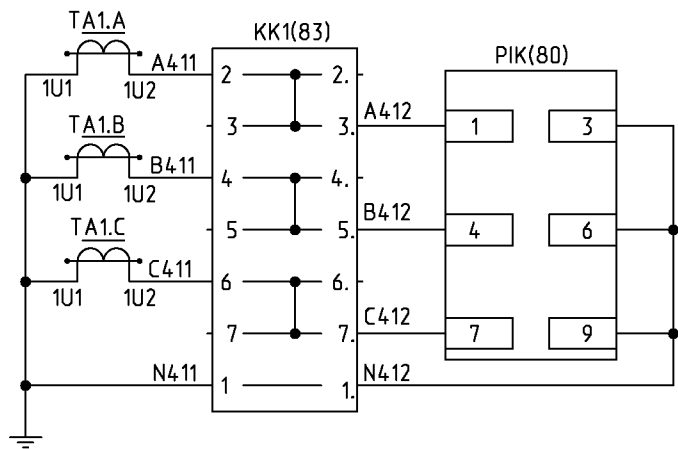 TA1.A
KK1(83)
PIK(80)
1U1 1U2 A411 2 2.
3 3. A412 1 3
TA1.B
1U1 1U2 B411 4 4.
5 5. B412 4 6
TA1.C
1U1 1U2 C411 6 6.
7 7. C412 7 9
N411 1 1. N412